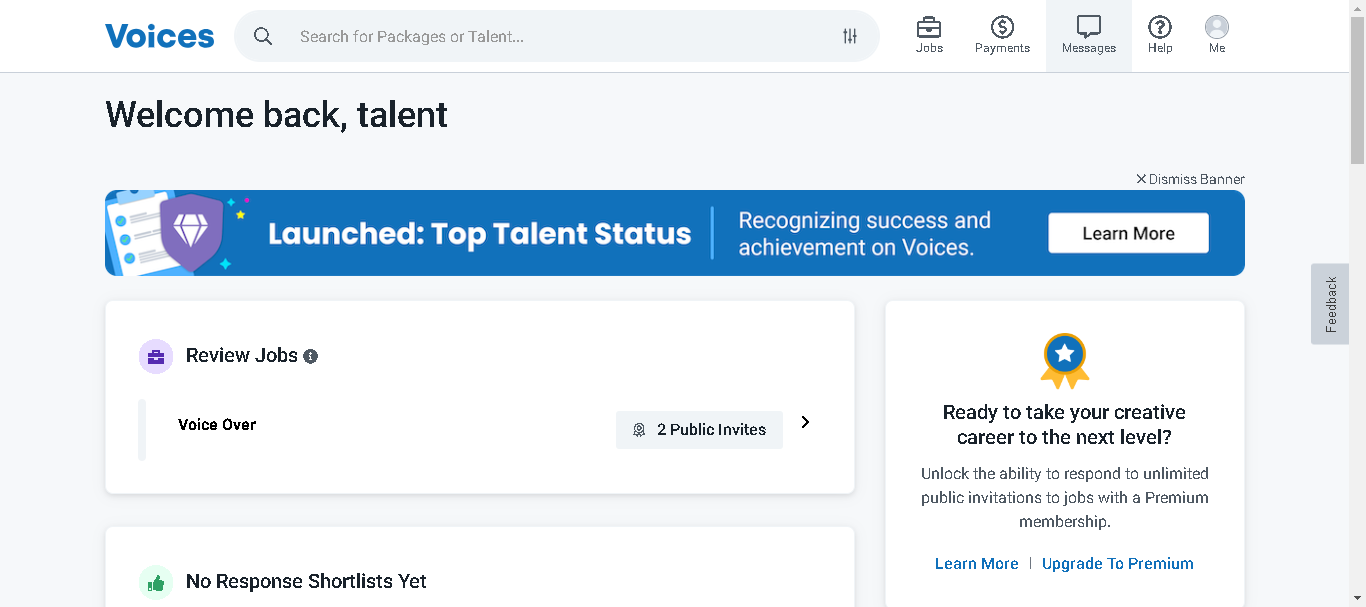 Voices
Search for Packages or Talent...
Jobs
Payments
Messages
Help
Me
Welcome back, talent
Dismiss Banner
Launched: Top Talent Status
Recognizing success and
achievement on Voices.
Learn More
Feedback
Review Jobs
Voice Over
2 Public Invites
Ready to take your creative
career to the next level?
Unlock the ability to respond to unlimited
public invitations to jobs with a Premium
membership.
Learn More | Upgrade To Premium
No Response Shortlists Yet